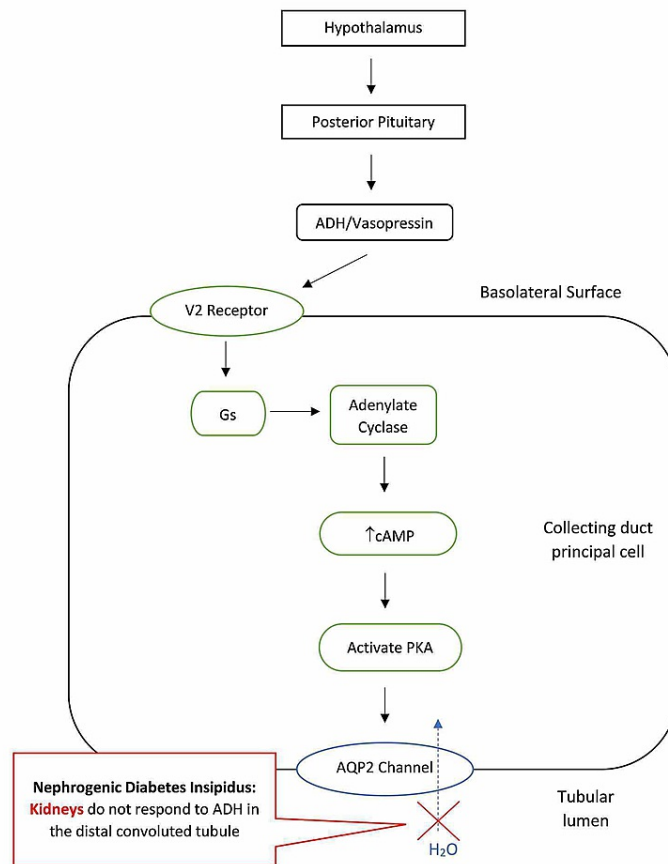 Hypothalamus
Posterior Pituitary
ADH/Vasopressin
Basolateral Surface
V2 Receptor
Gs
Adenylate
Cyclase
↑cAMP
Collecting duct
principal cell
Activate PKA
AQP2 Channel
Nephrogenic Diabetes Insipidus:
Kidneys do not respond to ADH in
the distal convoluted tubule
Tubular
lumen
H₂O